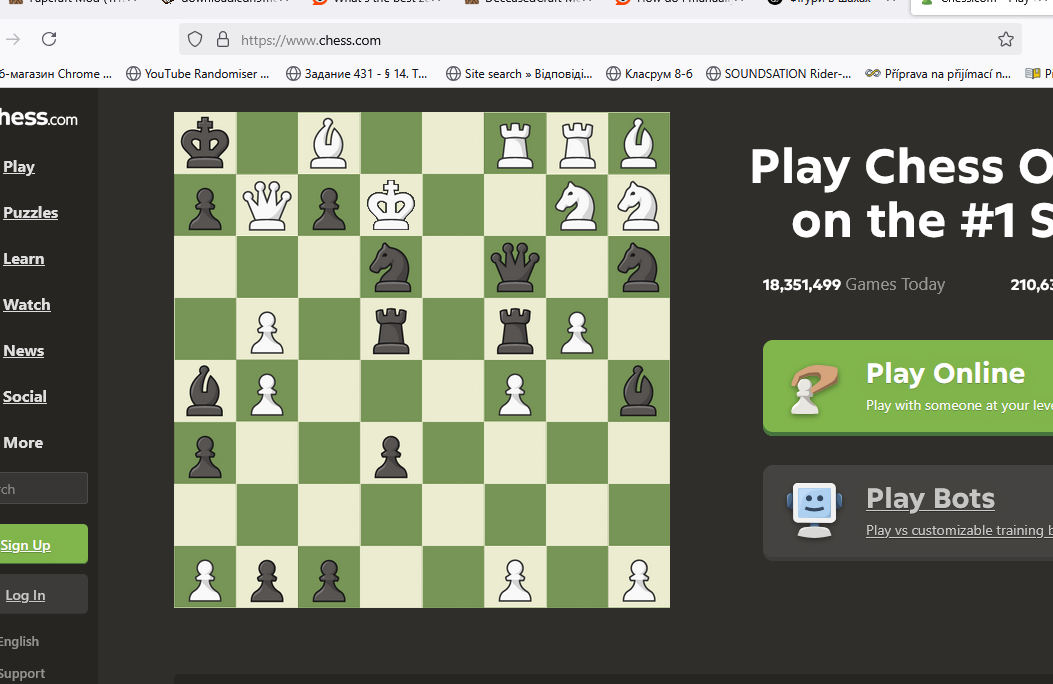 https://www.chess.com
б-магазин Chrome ...
YouTube Randomiser ...
Задание 431 - § 14. Т...
Site search » Відповіді...
Класрум 8-б
SOUNDSATION Rider-...
Příprava na přijímací n...
hess.com
Play
Puzzles
Learn
Watch
News
Social
More
rch
Sign Up
Log In
English
Support
Play Chess O
on the #1 S
18,351,499 Games Today
210,63
Play Online
Play with someone at your leve
Play Bots
Play vs customizable training b